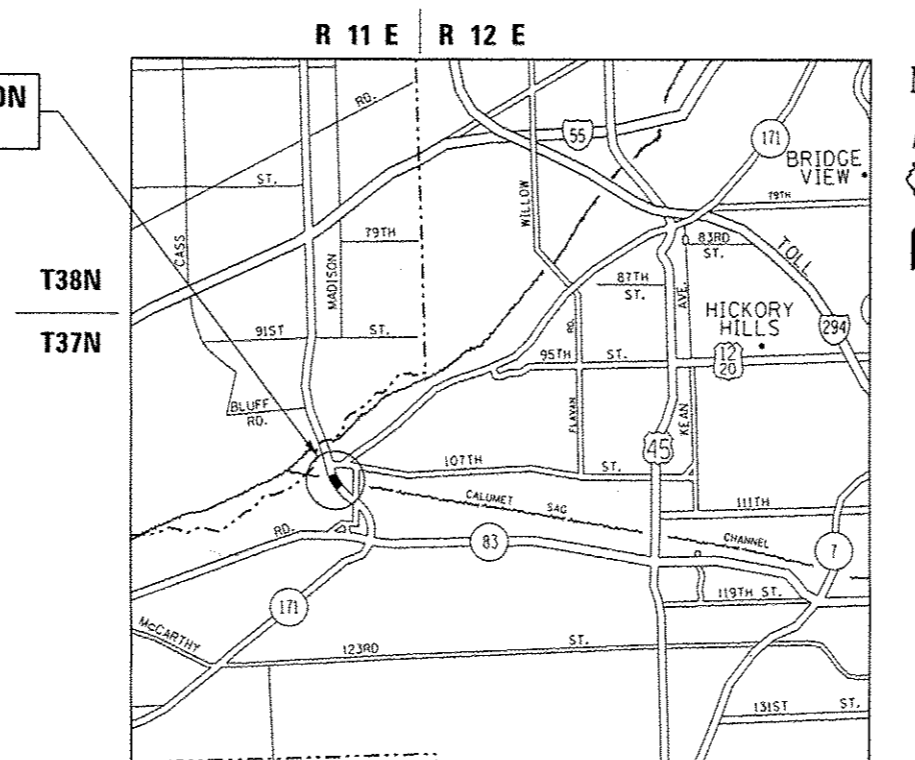 R 11 E R 12 E
ON
RD.
55
171
BRIDGE
VIEW
ST.
WILLOW
79TH
CASS
79TH
83RD
ST.
TOLL
T38N
MADISON
87TH
ST.
AVE.
HICKORY
HILLS
294
T37N
91ST ST.
RD.
95TH ST.
12
20
BLUFF
RD.
FLAVAN
KEAN
45
107TH ST.
CALUMET SAG CHANNEL
111TH
RD.
83
7
171
119TH ST.
McCARTHY
123RD ST.
131ST ST.